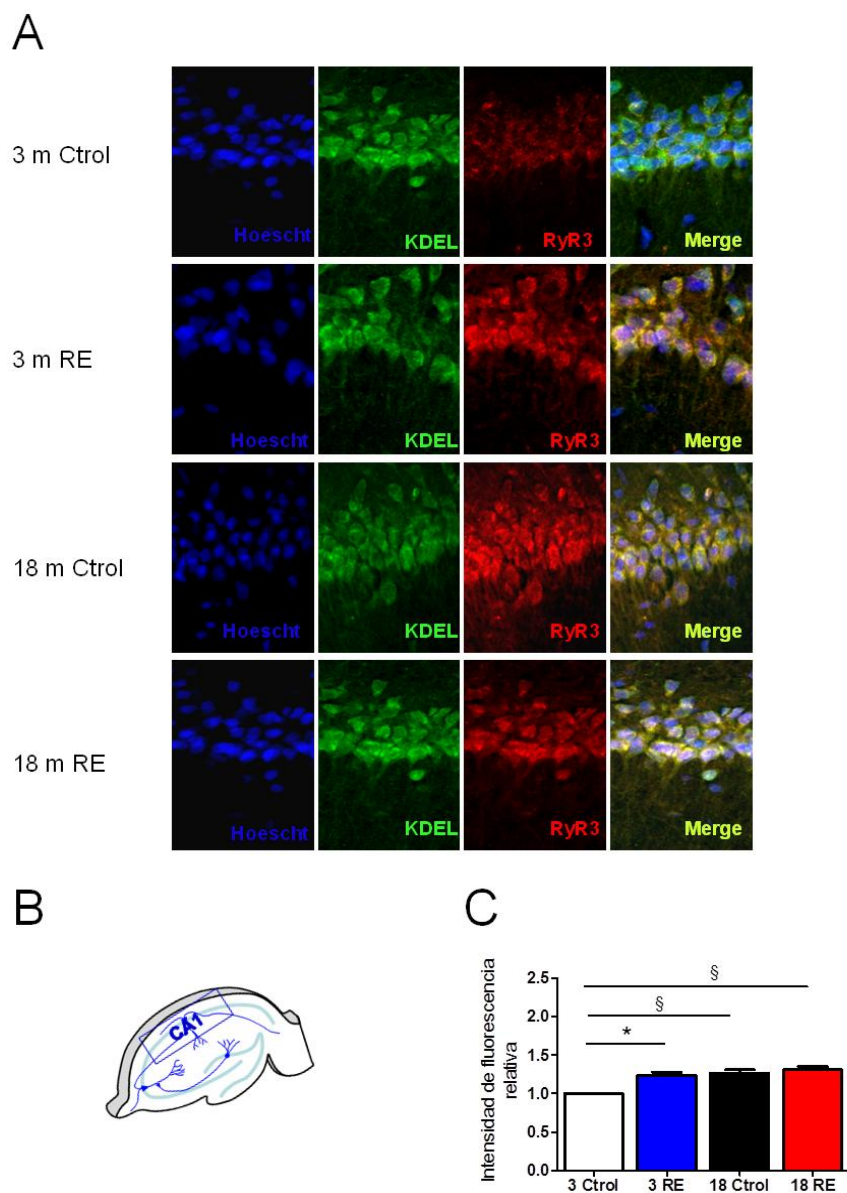 A
3 m Ctrol
Hoescht
KDEL
RyR3
Merge
3 m RE
Hoescht
KDEL
RyR3
Merge
18 m Ctrol
Hoescht
KDEL
RyR3
Merge
18 m RE
Hoescht
KDEL
RyR3
Merge
B
CA1
C
Intensidad de fluorescencia
relativa
2.5
2.0
1.5
1.0
0.5
0.0
§
§
*
3 Ctrol
3 RE
18 Ctrol
18 RE